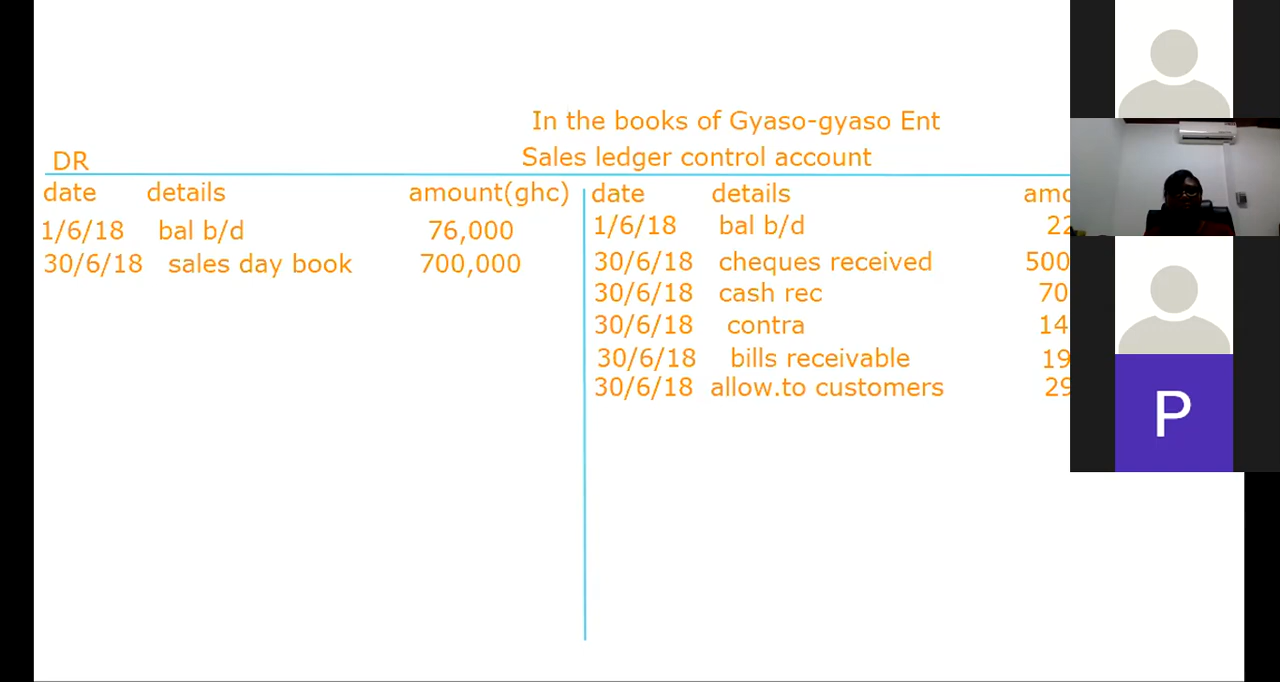 In the books of Gyaso-gyaso Ent
DR Sales ledger control account
date details amount(ghc) date details
1/6/18 bal b/d 76,000 1/6/18 bal b/d
30/6/18 sales day book 700,000 30/6/18 cheques received
30/6/18 cash rec
30/6/18 contra
30/6/18 bills receivable
30/6/18 allow.to customers
P